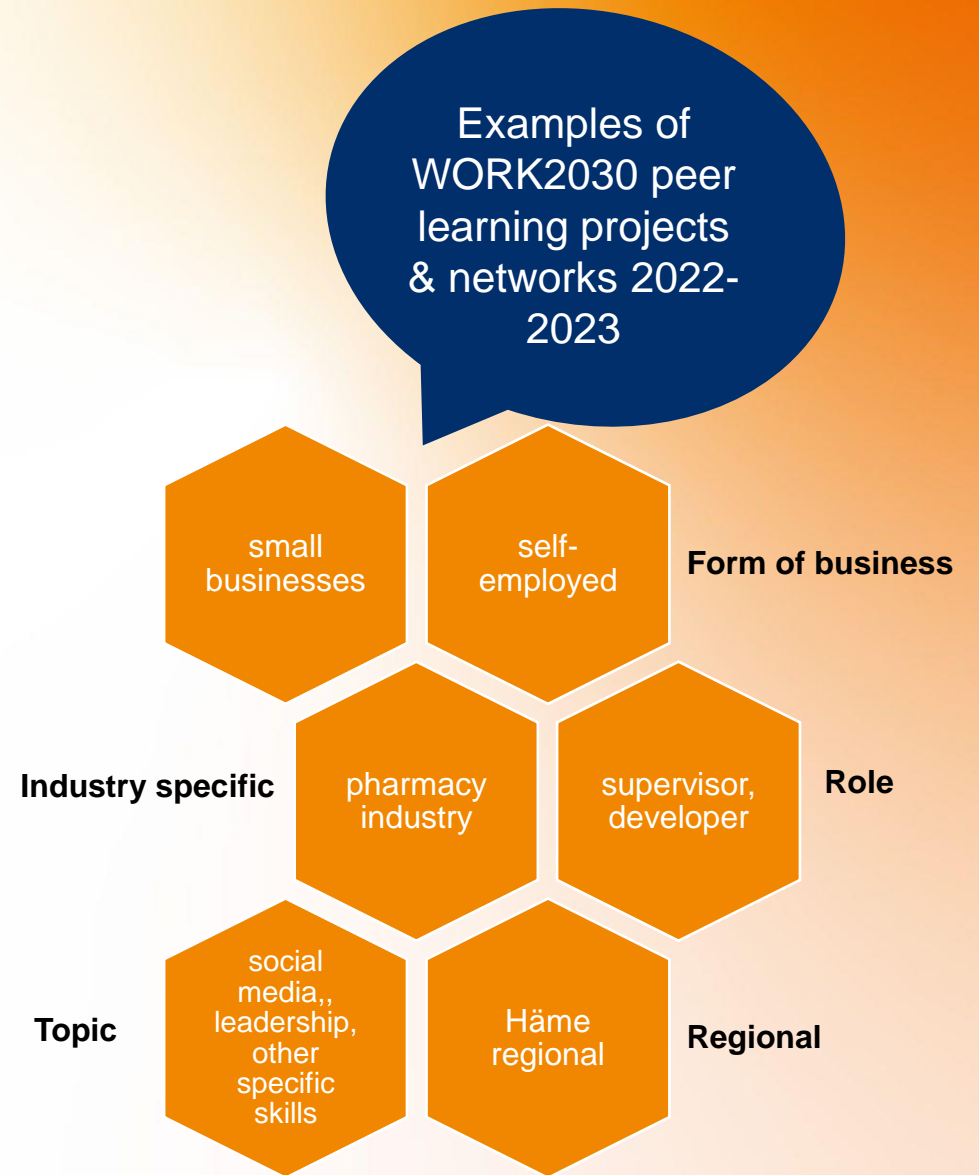 Examples of
WORK2030 peer
learning projects
& networks 2022-
2023
small
businesses
self-
employed
Form of business
Industry specific
pharmacy
industry
supervisor,
developer
Role
Topic
social
media,,
leadership,
other
specific
skills
Häme
regional
Regional